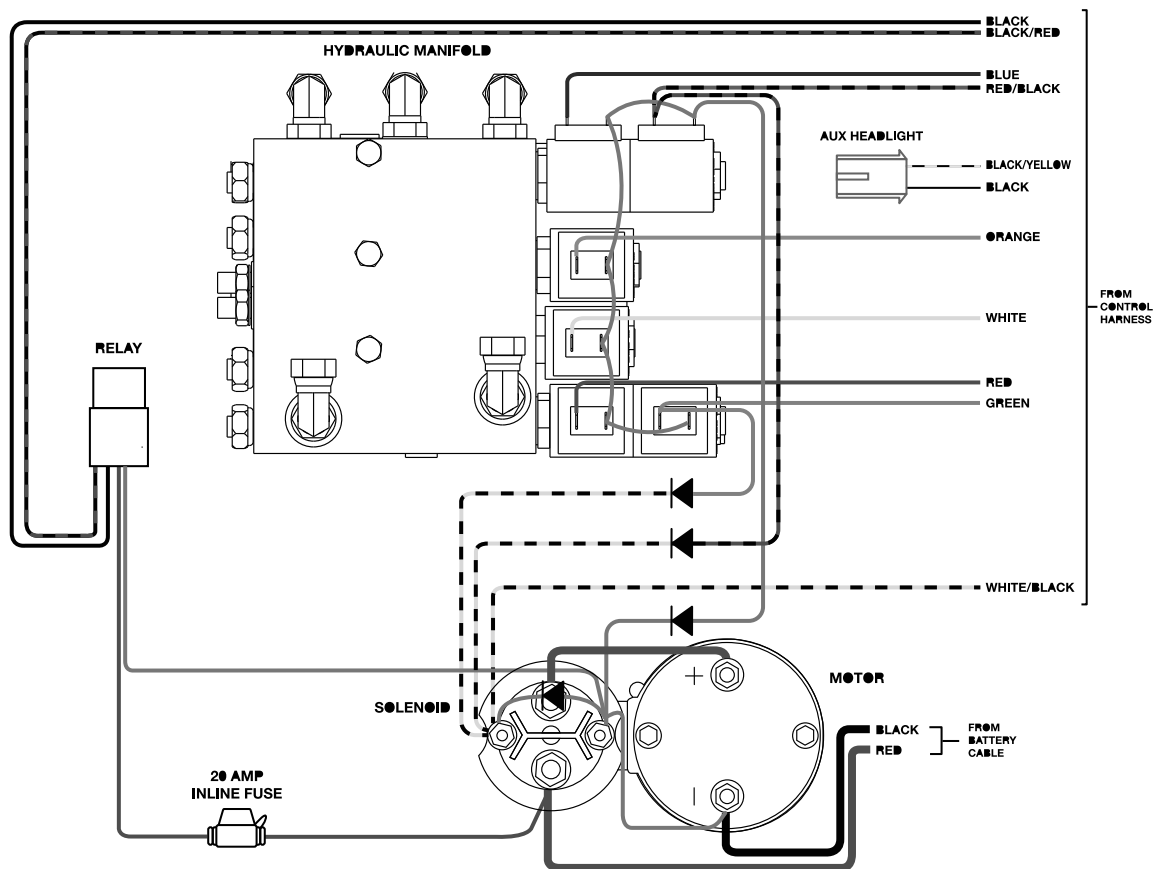 BLACK
BLACK/RED
HYDRAULIC MANIFOLD
BLUE
RED/BLACK
AUX HEADLIGHT
BLACK/YELLOW
BLACK
ORANGE
FROM
CONTROL
HARNESS
WHITE
RELAY
RED
GREEN
WHITE/BLACK
+
MOTOR
SOLENOID
BLACK
RED
FROM
BATTERY
CABLE
20 AMP
INLINE FUSE